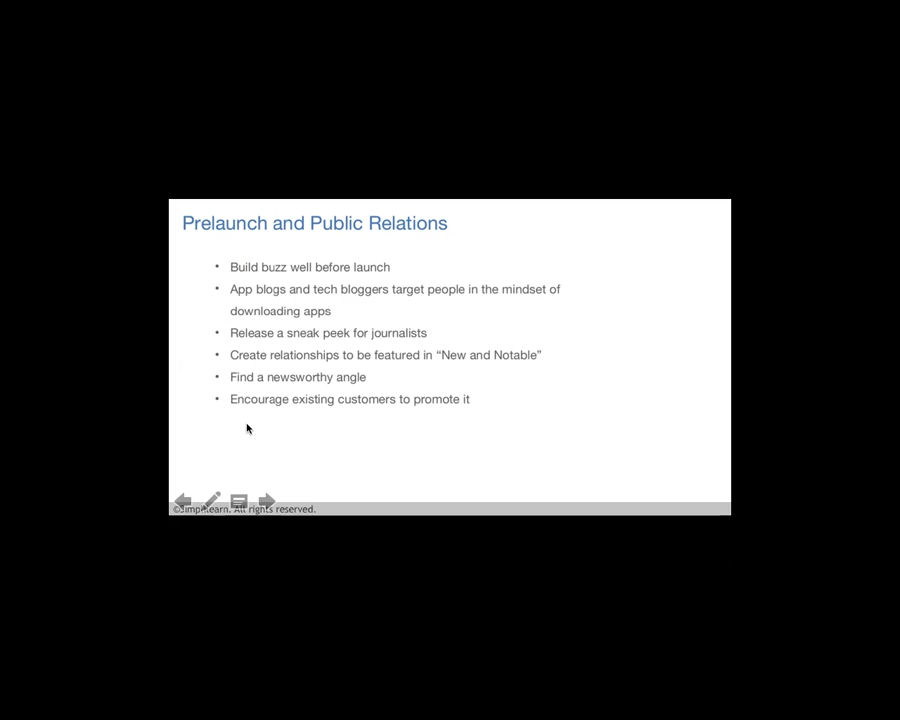 Prelaunch and Public Relations
• Build buzz well before launch
• App blogs and tech bloggers target people in the mindset of
downloading apps
• Release a sneak peek for journalists
• Create relationships to be featured in “New and Notable”
• Find a newsworthy angle
• Encourage existing customers to promote it
©Simplilearn. All rights reserved.